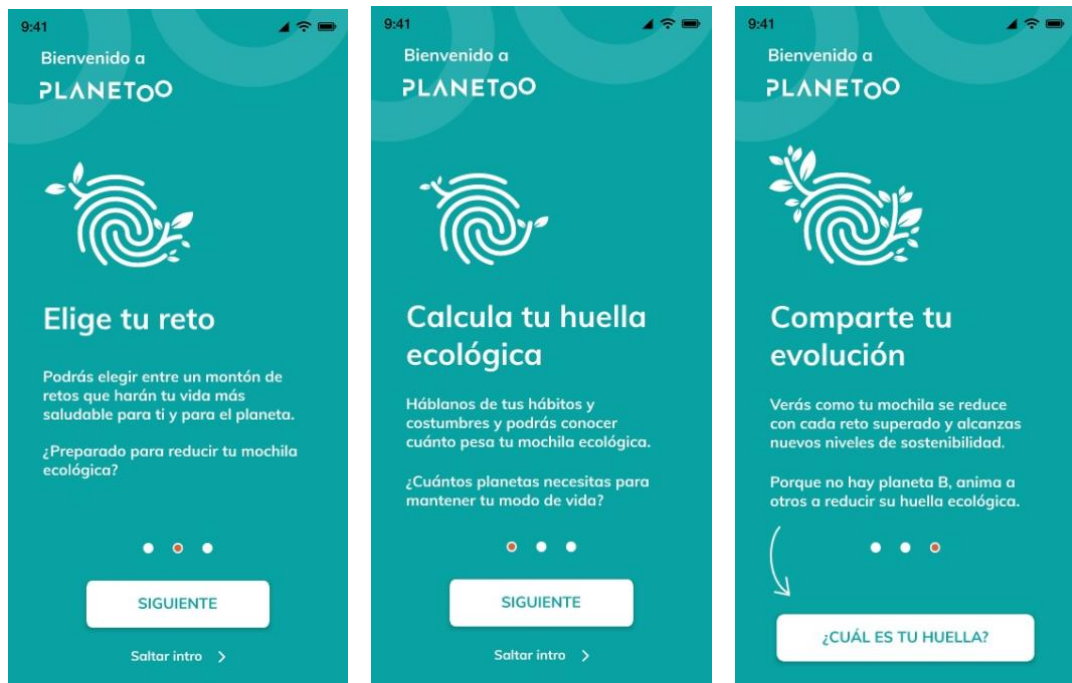 9:41
Bienvenido a
PLANETOO
Elige tu reto
Podrás elegir entre un montón de
retos que harán tu vida más
saludable para ti y para el planeta.
¿Preparado para reducir tu mochila
ecológica?
SIGUIENTE
Saltar intro >
9:41
Bienvenido a
PLANETOO
Calcula tu huella
ecológica
Háblanos de tus hábitos y
costumbres y podrás conocer
cuánto pesa tu mochila ecológica.
¿Cuántos planetas necesitas para
mantener tu modo de vida?
SIGUIENTE
Saltar intro >
9:41
Bienvenido a
PLANETOO
Comparte tu
evolución
Verás como tu mochila se reduce
con cada reto superado y alcanzas
nuevos niveles de sostenibilidad.
Porque no hay planeta B, anima a
otros a reducir su huella ecológica.
¿CUÁL ES TU HUELLA?